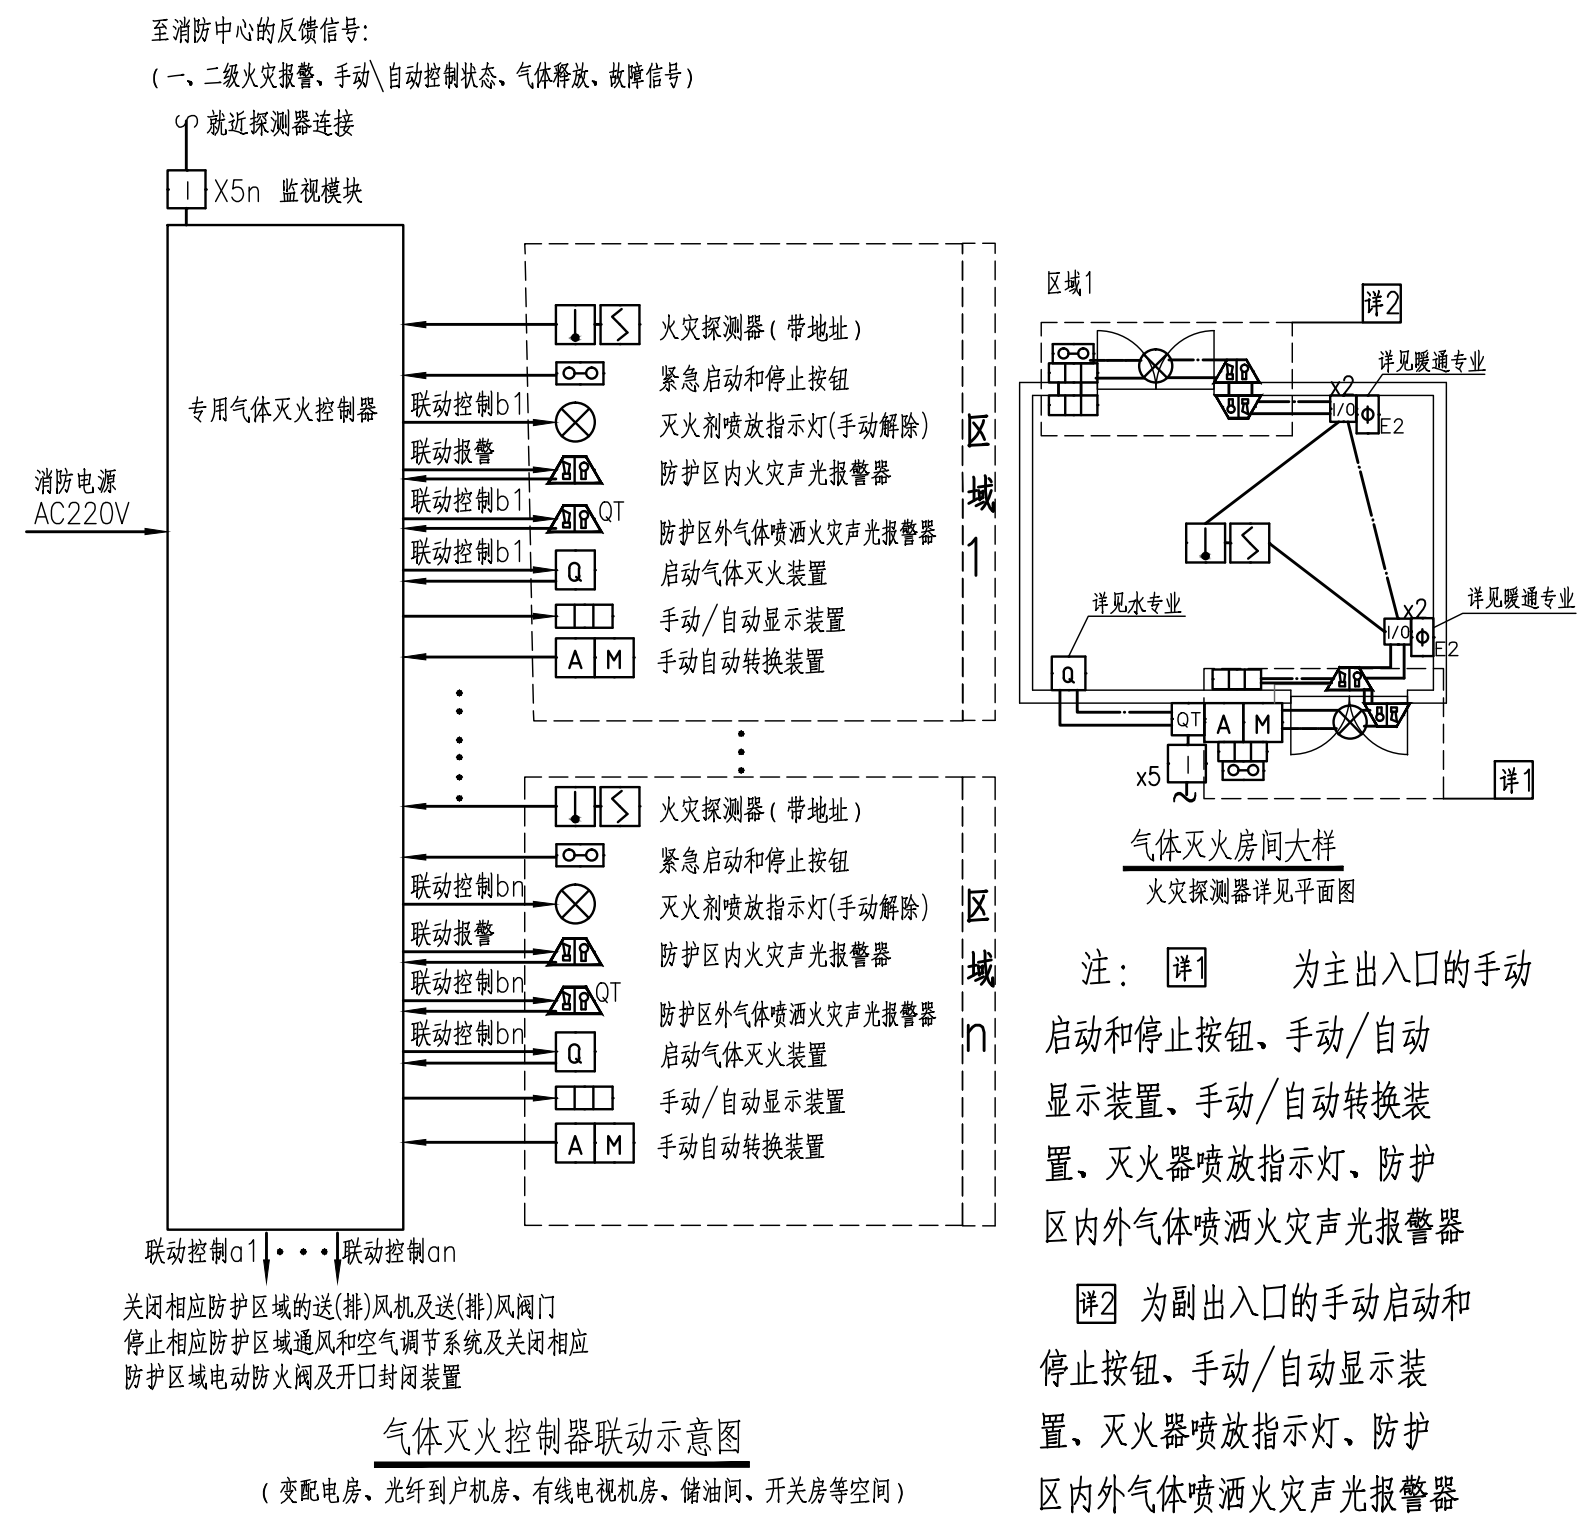 至消防中心的反馈信号:
(一、二级火灾报警、手动\自动控制状态、气体释放、故障信号)
就近探测器连接
X5n 监视模块
专用气体灭火控制器
消防电源
AC220V
火灾探测器(带地址)
紧急启动和停止按钮
联动控制b1
灭火剂喷放指示灯(手动解除)
联动报警
防护区内火灾声光报警器
联动控制b1
QT
防护区外气体喷洒火灾声光报警器
联动控制b1
Q
启动气体灭火装置
手动/自动显示装置
A M
手动自动转换装置
区域1
火灾探测器(带地址)
紧急启动和停止按钮
联动控制bn
灭火剂喷放指示灯(手动解除)
联动报警
防护区内火灾声光报警器
联动控制bn
QT
防护区外气体喷洒火灾声光报警器
联动控制bn
Q
启动气体灭火装置
手动/自动显示装置
A M
手动自动转换装置
区域n
联动控制a1
联动控制an
关闭相应防护区域的送(排)风机及送(排)风阀门
停止相应防护区域通风和空气调节系统及关闭相应
防护区域电动防火阀及开口封闭装置
气体灭火控制器联动示意图
(变配电房、光纤到户机房、有线电视机房、储油间、开关房等空间)
区域1
详2
详见暖通专业
x2
I/O
Φ
E2
详见水专业
详见暖通专业
x2
I/O
Φ
E2
Q
QT
A M
x5
详1
气体灭火房间大样
火灾探测器详见平面图
注: 详1 为主出入口的手动
启动和停止按钮、手动/自动
显示装置、手动/自动转换装
置、灭火器喷放指示灯、防护
区内外气体喷洒火灾声光报警器
详2 为副出入口的手动启动和
停止按钮、手动/自动显示装
置、灭火器喷放指示灯、防护
区内外气体喷洒火灾声光报警器